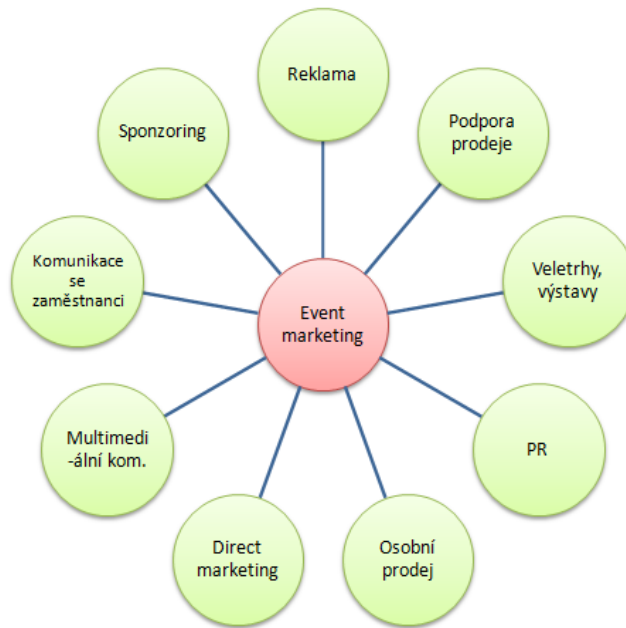 Reklama
Podpora
prodeje
Veletrhy,
výstavy
PR
Osobní
prodej
Direct
marketing
Multimedi
-ální kom.
Komunikace
se
zaměstnanci
Sponzoring
Event
marketing